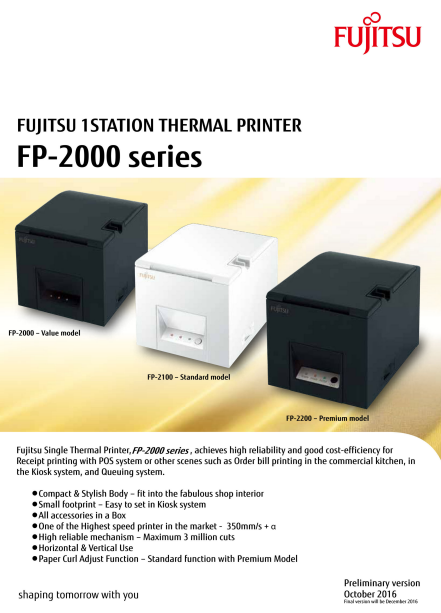 FUJITSU
FUJITSU 1STATION THERMAL PRINTER
FP-2000 series
FUJITSU
FUJITSU
FUJITSU
FP-2000 – Value model
FP-2100 – Standard model
FP-2200 – Premium model
Fujitsu Single Thermal Printer,FP-2000 series , achieves high reliability and good cost-efficiency for
Receipt printing with POS system or other scenes such as Order bill printing in the commercial kitchen, in
the Kiosk system, and Queuing system.
●Compact & Stylish Body – fit into the fabulous shop interior
●Small footprint – Easy to set in Kiosk system
●All accessories in a Box
●One of the Highest speed printer in the market - 350mm/s + α
●High reliable mechanism – Maximum 3 million cuts
●Horizontal & Vertical Use
●Paper Curl Adjust Function – Standard function with Premium Model
shaping tomorrow with you
Preliminary version
October 2016
Final version will be December 2016